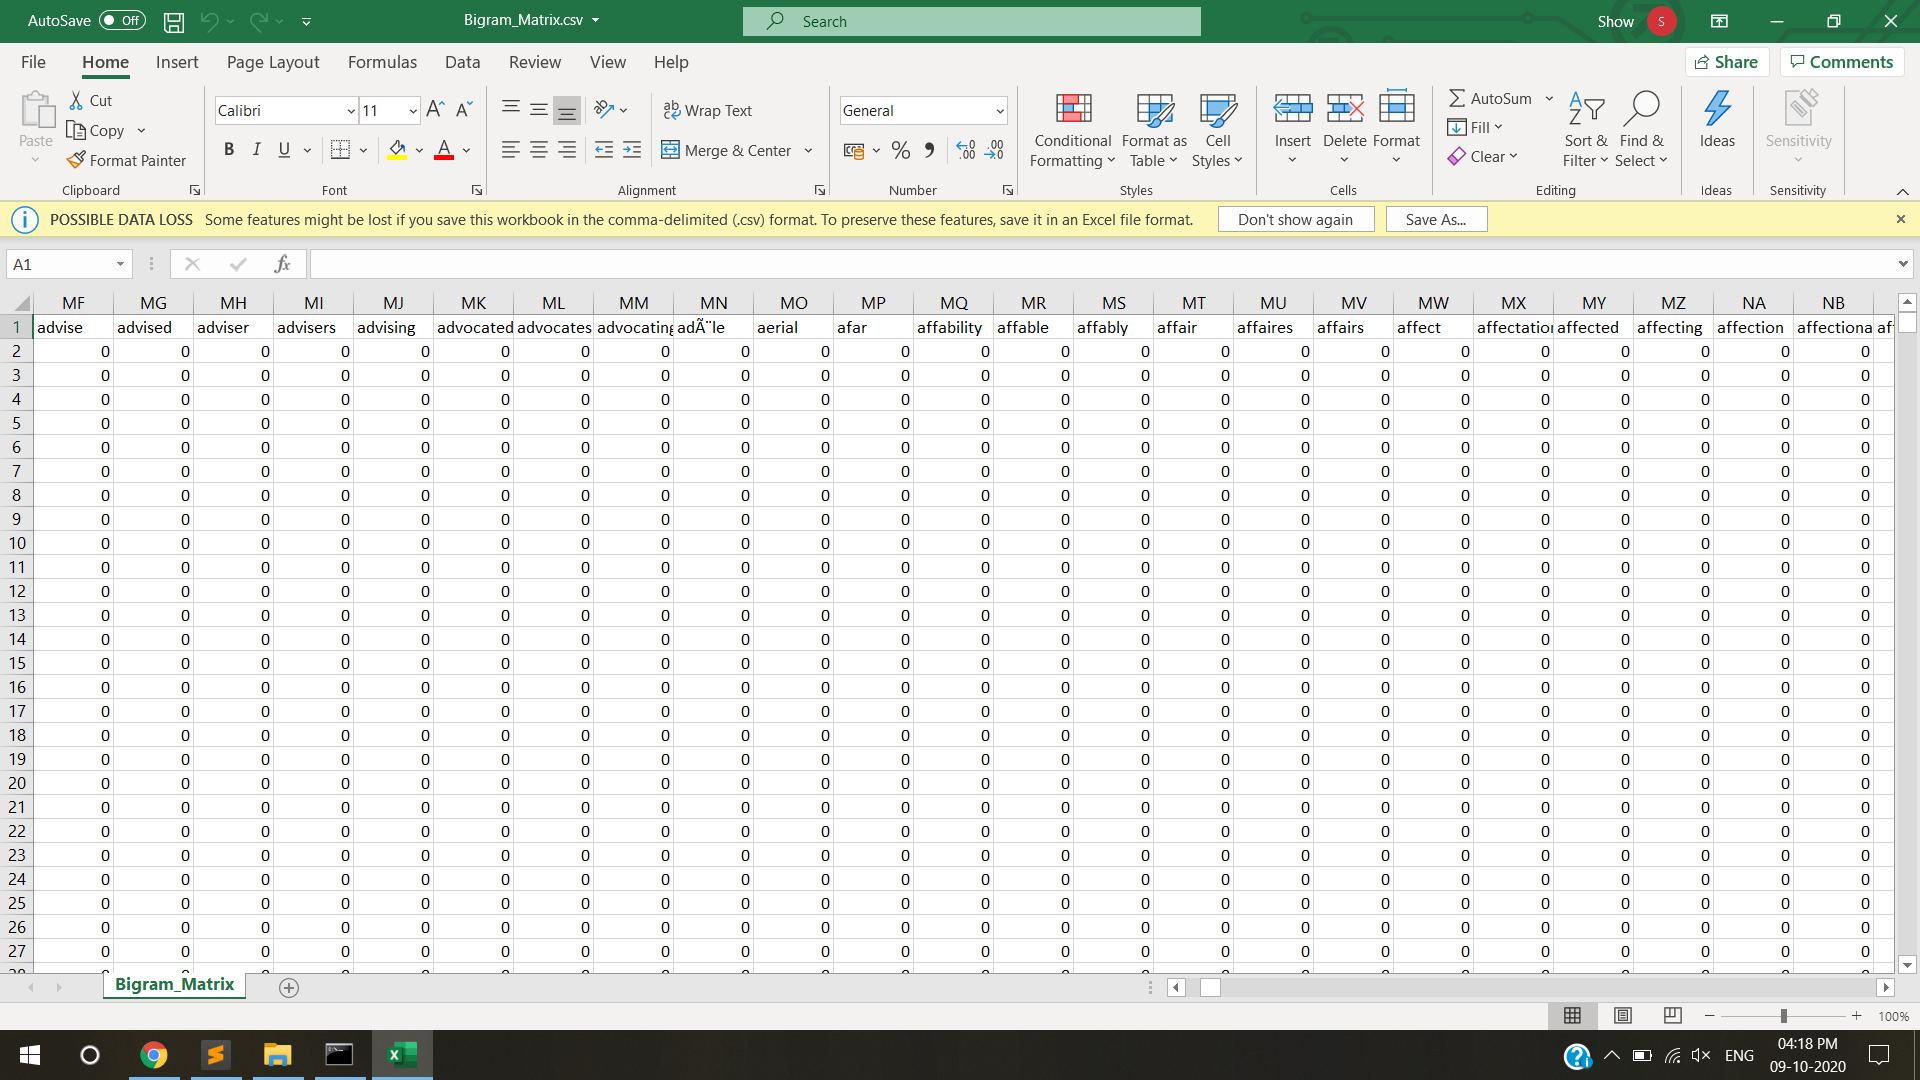 AutoSave Off Bigram_Matrix.csv Search Show S
File Home Insert Page Layout Formulas Data Review View Help Share Comments
Paste Cut Copy Format Painter Clipboard
Calibri 11 B I U A Font
Wrap Text Merge & Center Alignment
General % Number
Conditional Formatting Format as Table Cell Styles Styles
Insert Delete Format Cells
AutoSum Fill Clear Sort & Filter Find & Select Editing
Ideas Ideas
Sensitivity Sensitivity
POSSIBLE DATA LOSS Some features might be lost if you save this workbook in the comma-delimited (.csv) format. To preserve these features, save it in an Excel file format. Don't show again Save As...
A1 fx
MF MG MH MI MJ MK ML MM MN MO MP MQ MR MS MT MU MV MW MX MY MZ NA NB
1 advise advised adviser advisers advising advocated advocates advocating adÃ¨le aerial afar affability affable affably affair affaires affairs affect affectation affected affecting affection affectiona aff
2 0 0 0 0 0 0 0 0 0 0 0 0 0 0 0 0 0 0 0 0 0 0 0
3 0 0 0 0 0 0 0 0 0 0 0 0 0 0 0 0 0 0 0 0 0 0 0
4 0 0 0 0 0 0 0 0 0 0 0 0 0 0 0 0 0 0 0 0 0 0 0
5 0 0 0 0 0 0 0 0 0 0 0 0 0 0 0 0 0 0 0 0 0 0 0
6 0 0 0 0 0 0 0 0 0 0 0 0 0 0 0 0 0 0 0 0 0 0 0
7 0 0 0 0 0 0 0 0 0 0 0 0 0 0 0 0 0 0 0 0 0 0 0
8 0 0 0 0 0 0 0 0 0 0 0 0 0 0 0 0 0 0 0 0 0 0 0
9 0 0 0 0 0 0 0 0 0 0 0 0 0 0 0 0 0 0 0 0 0 0 0
10 0 0 0 0 0 0 0 0 0 0 0 0 0 0 0 0 0 0 0 0 0 0 0
11 0 0 0 0 0 0 0 0 0 0 0 0 0 0 0 0 0 0 0 0 0 0 0
12 0 0 0 0 0 0 0 0 0 0 0 0 0 0 0 0 0 0 0 0 0 0 0
13 0 0 0 0 0 0 0 0 0 0 0 0 0 0 0 0 0 0 0 0 0 0 0
14 0 0 0 0 0 0 0 0 0 0 0 0 0 0 0 0 0 0 0 0 0 0 0
15 0 0 0 0 0 0 0 0 0 0 0 0 0 0 0 0 0 0 0 0 0 0 0
16 0 0 0 0 0 0 0 0 0 0 0 0 0 0 0 0 0 0 0 0 0 0 0
17 0 0 0 0 0 0 0 0 0 0 0 0 0 0 0 0 0 0 0 0 0 0 0
18 0 0 0 0 0 0 0 0 0 0 0 0 0 0 0 0 0 0 0 0 0 0 0
19 0 0 0 0 0 0 0 0 0 0 0 0 0 0 0 0 0 0 0 0 0 0 0
20 0 0 0 0 0 0 0 0 0 0 0 0 0 0 0 0 0 0 0 0 0 0 0
21 0 0 0 0 0 0 0 0 0 0 0 0 0 0 0 0 0 0 0 0 0 0 0
22 0 0 0 0 0 0 0 0 0 0 0 0 0 0 0 0 0 0 0 0 0 0 0
23 0 0 0 0 0 0 0 0 0 0 0 0 0 0 0 0 0 0 0 0 0 0 0
24 0 0 0 0 0 0 0 0 0 0 0 0 0 0 0 0 0 0 0 0 0 0 0
25 0 0 0 0 0 0 0 0 0 0 0 0 0 0 0 0 0 0 0 0 0 0 0
26 0 0 0 0 0 0 0 0 0 0 0 0 0 0 0 0 0 0 0 0 0 0 0
27 0 0 0 0 0 0 0 0 0 0 0 0 0 0 0 0 0 0 0 0 0 0 0
Bigram_Matrix
100%
ENG 04:18 PM
09-10-2020